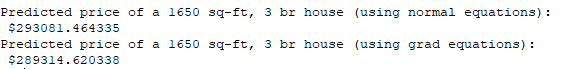 Predicted price of a 1650 sq-ft, 3 br house (using normal equations):
$293081.464335
Predicted price of a 1650 sq-ft, 3 br house (using grad equations):
$289314.620338